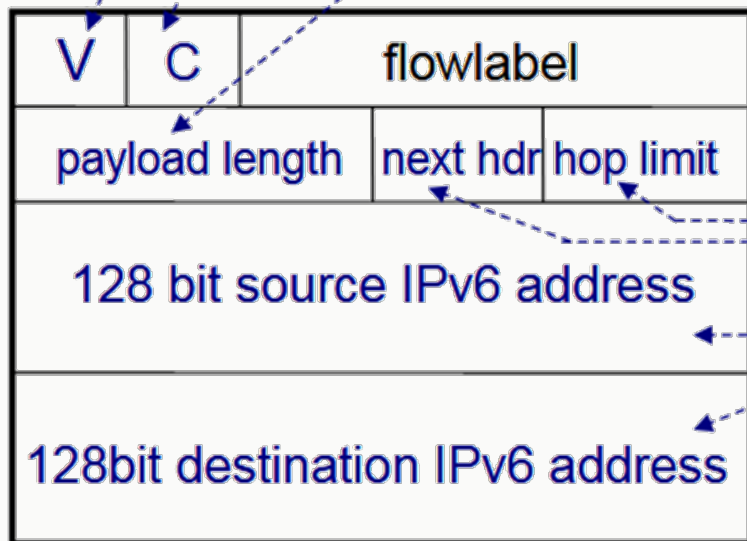 V C flowlabel
payload length next hdr hop limit
128 bit source IPv6 address
128bit destination IPv6 address